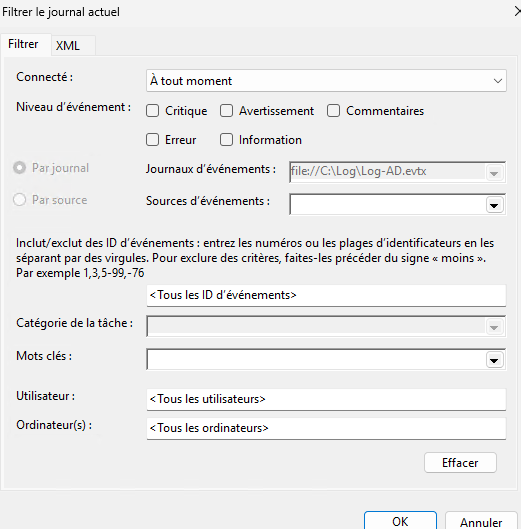 Filtrer le journal actuel
Filtrer XML
Connecté : À tout moment
Niveau d'événement : Critique Avertissement Commentaires
Erreur Information
Par journal Journaux d'événements : file://C:\Log\Log-AD.evtx
Par source Sources d'événements :
Inclut/exclut des ID d'événements : entrez les numéros ou les plages d'identificateurs en les
séparant par des virgules. Pour exclure des critères, faites-les précéder du signe « moins ».
Par exemple 1,3,5-99,-76
<Tous les ID d'événements>
Catégorie de la tâche :
Mots clés :
Utilisateur : <Tous les utilisateurs>
Ordinateur(s) : <Tous les ordinateurs>
Effacer
OK Annuler